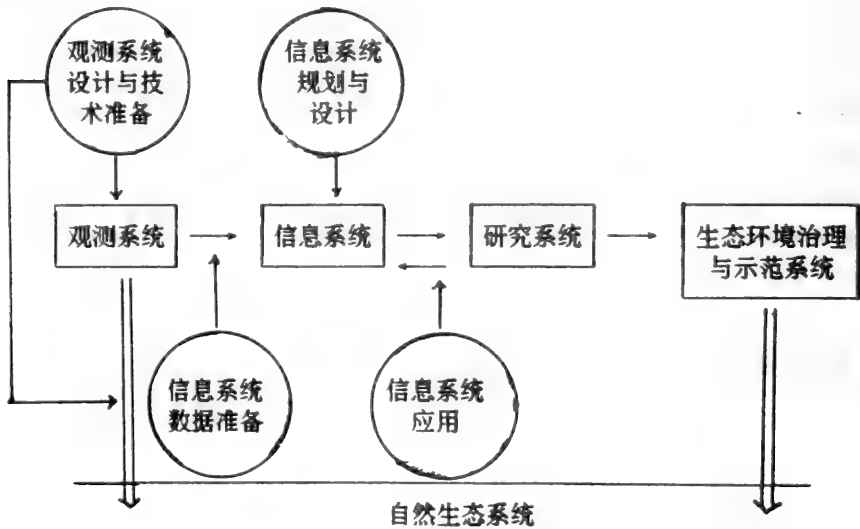 观测系统
设计与技
术准备
信息系统
规划与
设计
观测系统
信息系统
研究系统
生态环境治理
与示范系统
信息系统
数据准备
信息系统
应用
自然生态系统